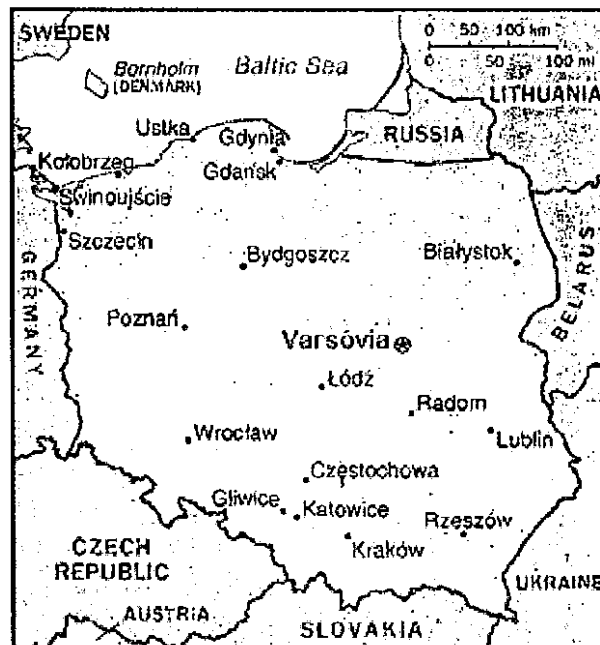 SWEDEN
0 50 100 km
0 50 100 mi
Bornholm
(DENMARK)
Baltic Sea
LITHUANIA
Ustka
Gdynia
RUSSIA
Kołobrzeg
Gdańsk
Świnoujście
Szczecin
Bydgoszcz
Białystok
GERMANY
BELARUS
Poznań
Varsóvia
Łódź
Radom
Wrocław
Lublin
Częstochowa
Gliwice
Katowice
Rzeszów
Kraków
CZECH
REPUBLIC
UKRAINE
AUSTRIA
SLOVAKIA